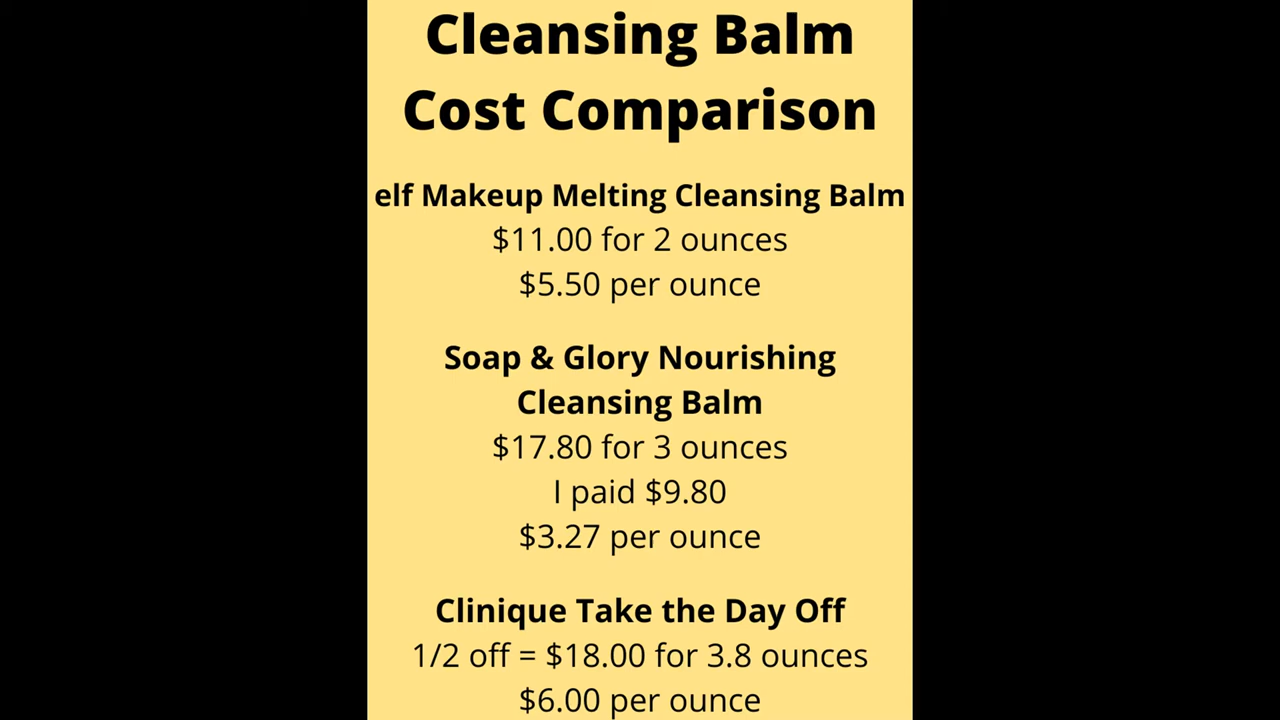 Cleansing Balm
Cost Comparison
elf Makeup Melting Cleansing Balm
$11.00 for 2 ounces
$5.50 per ounce
Soap & Glory Nourishing
Cleansing Balm
$17.80 for 3 ounces
I paid $9.80
$3.27 per ounce
Clinique Take the Day Off
1/2 off = $18.00 for 3.8 ounces
$6.00 per ounce